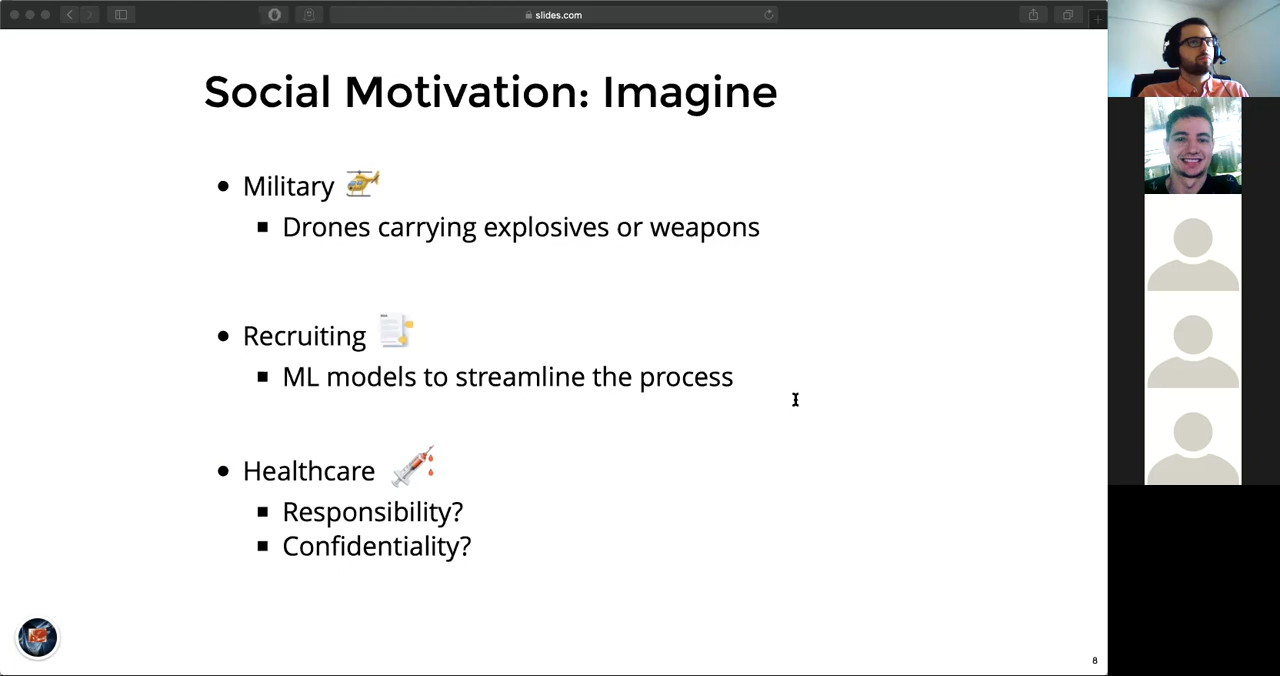 slides.com
Social Motivation: Imagine
Military
Drones carrying explosives or weapons
Recruiting
ML models to streamline the process
Healthcare
Responsibility?
Confidentiality?
8